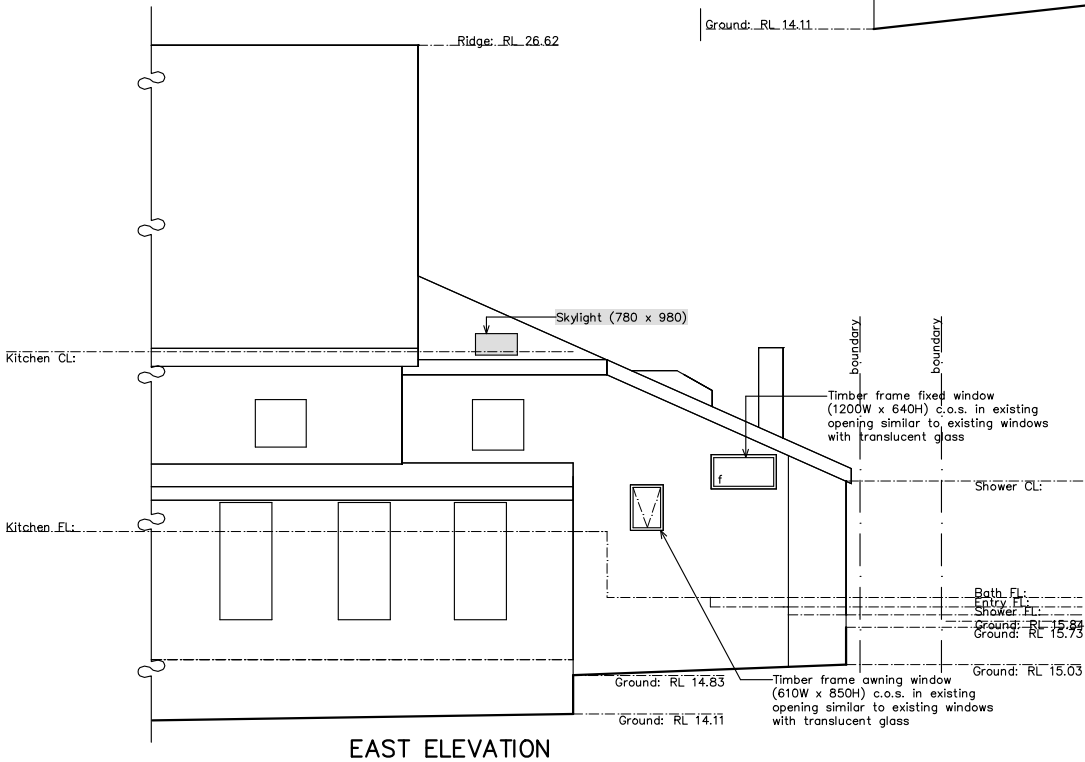 Ground: RL 14.11
Ridge: RL 26.62
Skylight (780 x 980)
Kitchen CL:
boundary
boundary
Timber frame fixed window
(1200W x 640H) c.o.s. in existing
opening similar to existing windows
with translucent glass
f
Shower CL:
Kitchen FL:
Bath FL:
Entry FL:
Shower FL:
Ground: RL 15.84
Ground: RL 15.73
Ground: RL 15.03
Ground: RL 14.83
Timber frame awning window
(610W x 850H) c.o.s. in existing
opening similar to existing windows
with translucent glass
Ground: RL 14.11
EAST ELEVATION